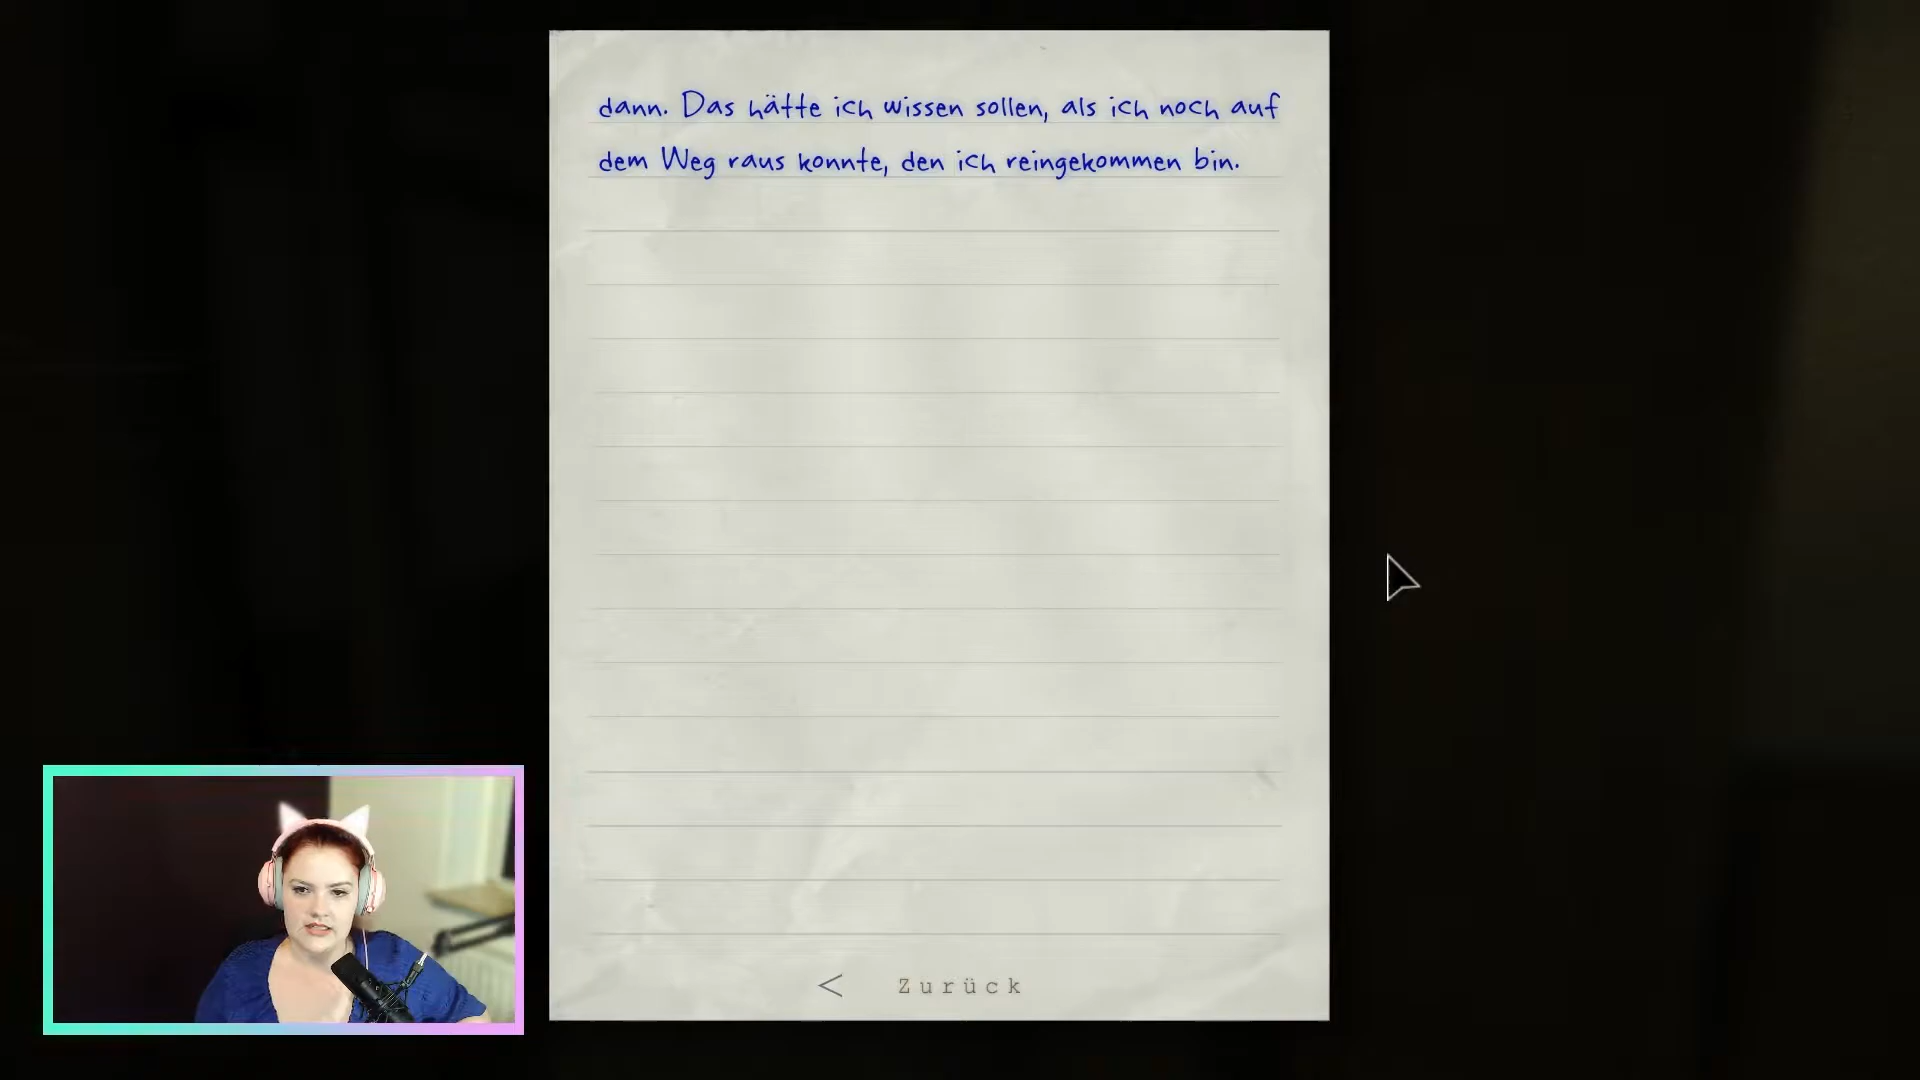 dann. Das hätte ich wissen sollen, als ich noch auf
dem Weg raus konnte, den ich reingekommen bin.
< Zurück